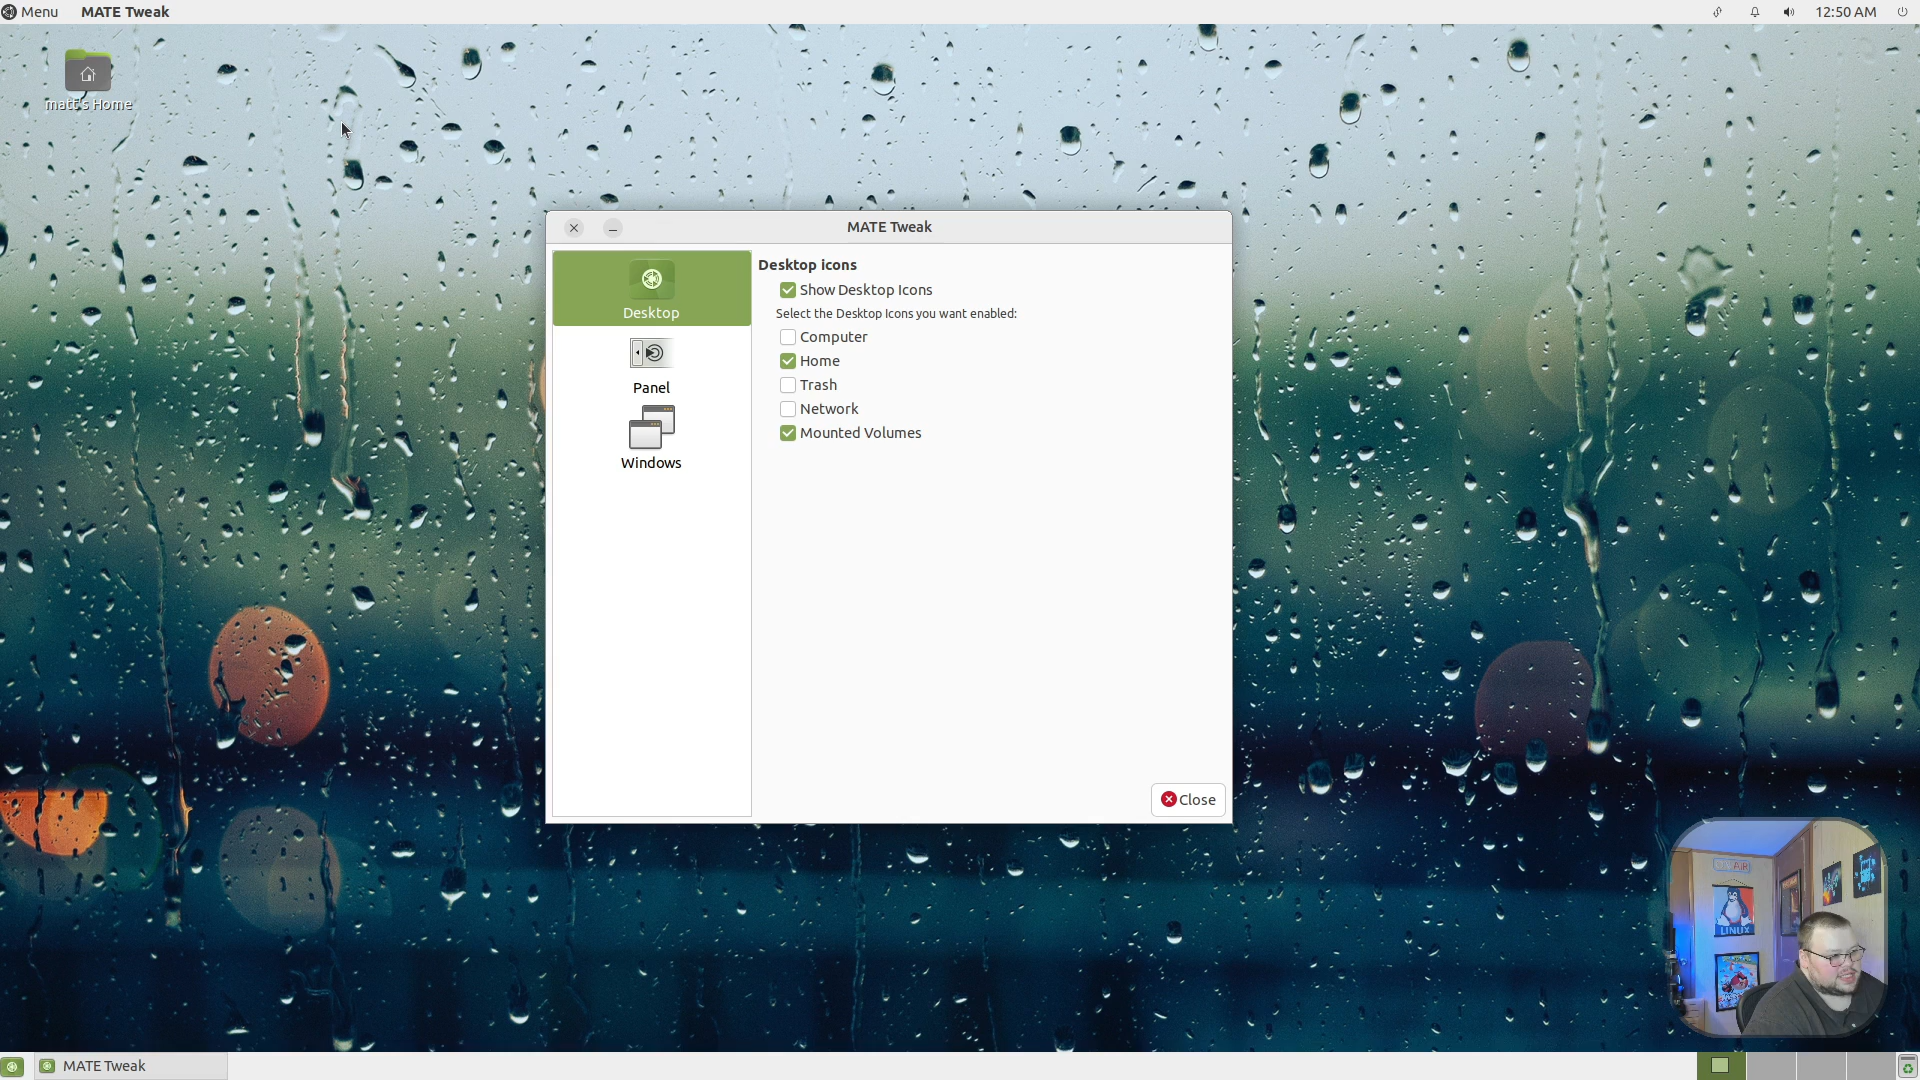 Menu MATE Tweak 12:50 AM
matt's Home
MATE Tweak
Desktop
Panel
Windows
Desktop icons
Show Desktop Icons
Select the Desktop Icons you want enabled:
Computer
Home
Trash
Network
Mounted Volumes
Close
LINUX
MATE Tweak